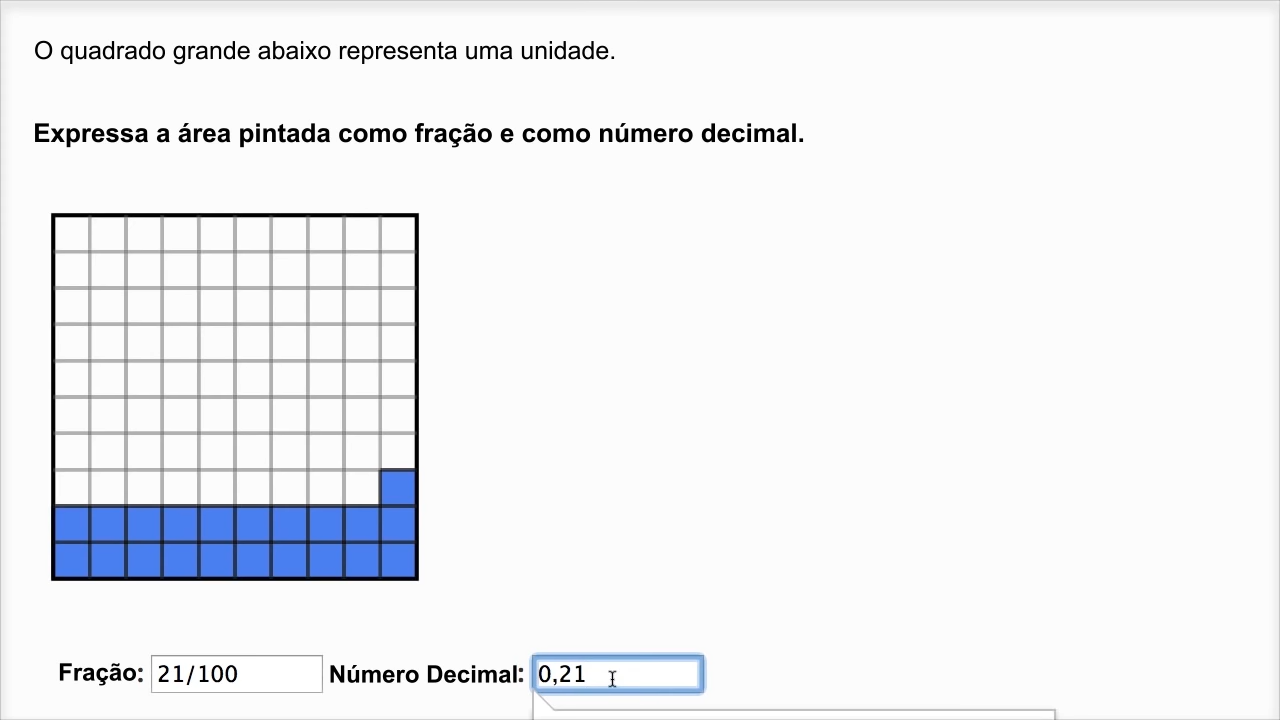 O quadrado grande abaixo representa uma unidade.
Expressa a área pintada como fração e como número decimal.
Fração: 21/100 Número Decimal: 0,21